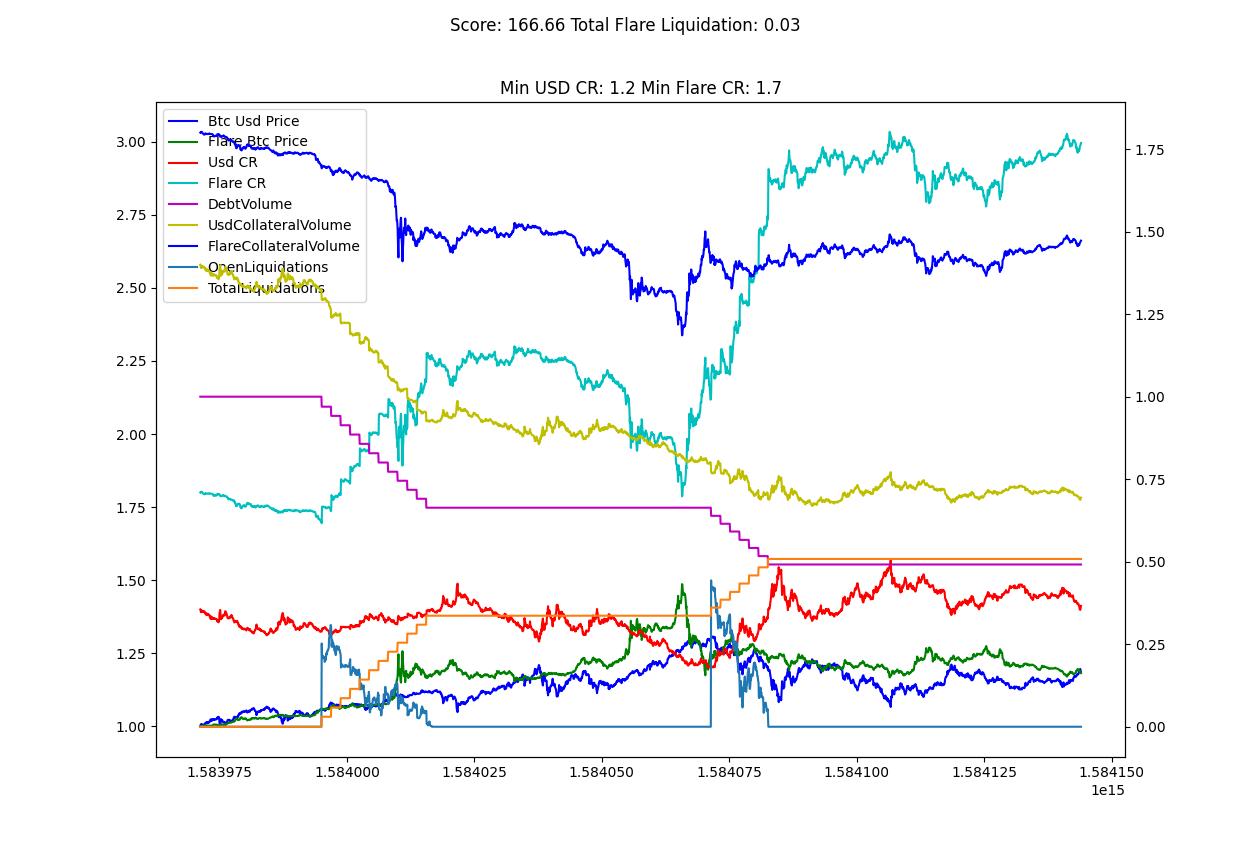 Score: 166.66 Total Flare Liquidation: 0.03
Min USD CR: 1.2 Min Flare CR: 1.7
Btc Usd Price
Flare Btc Price
Usd CR
Flare CR
DebtVolume
UsdCollateralVolume
FlareCollateralVolume
OpenLiquidations
TotalLiquidations
3.00
2.75
2.50
2.25
2.00
1.75
1.50
1.25
1.00
1.75
1.50
1.25
1.00
0.75
0.50
0.25
0.00
1.583975 1.584000 1.584025 1.584050 1.584075 1.584100 1.584125 1.584150
1e15